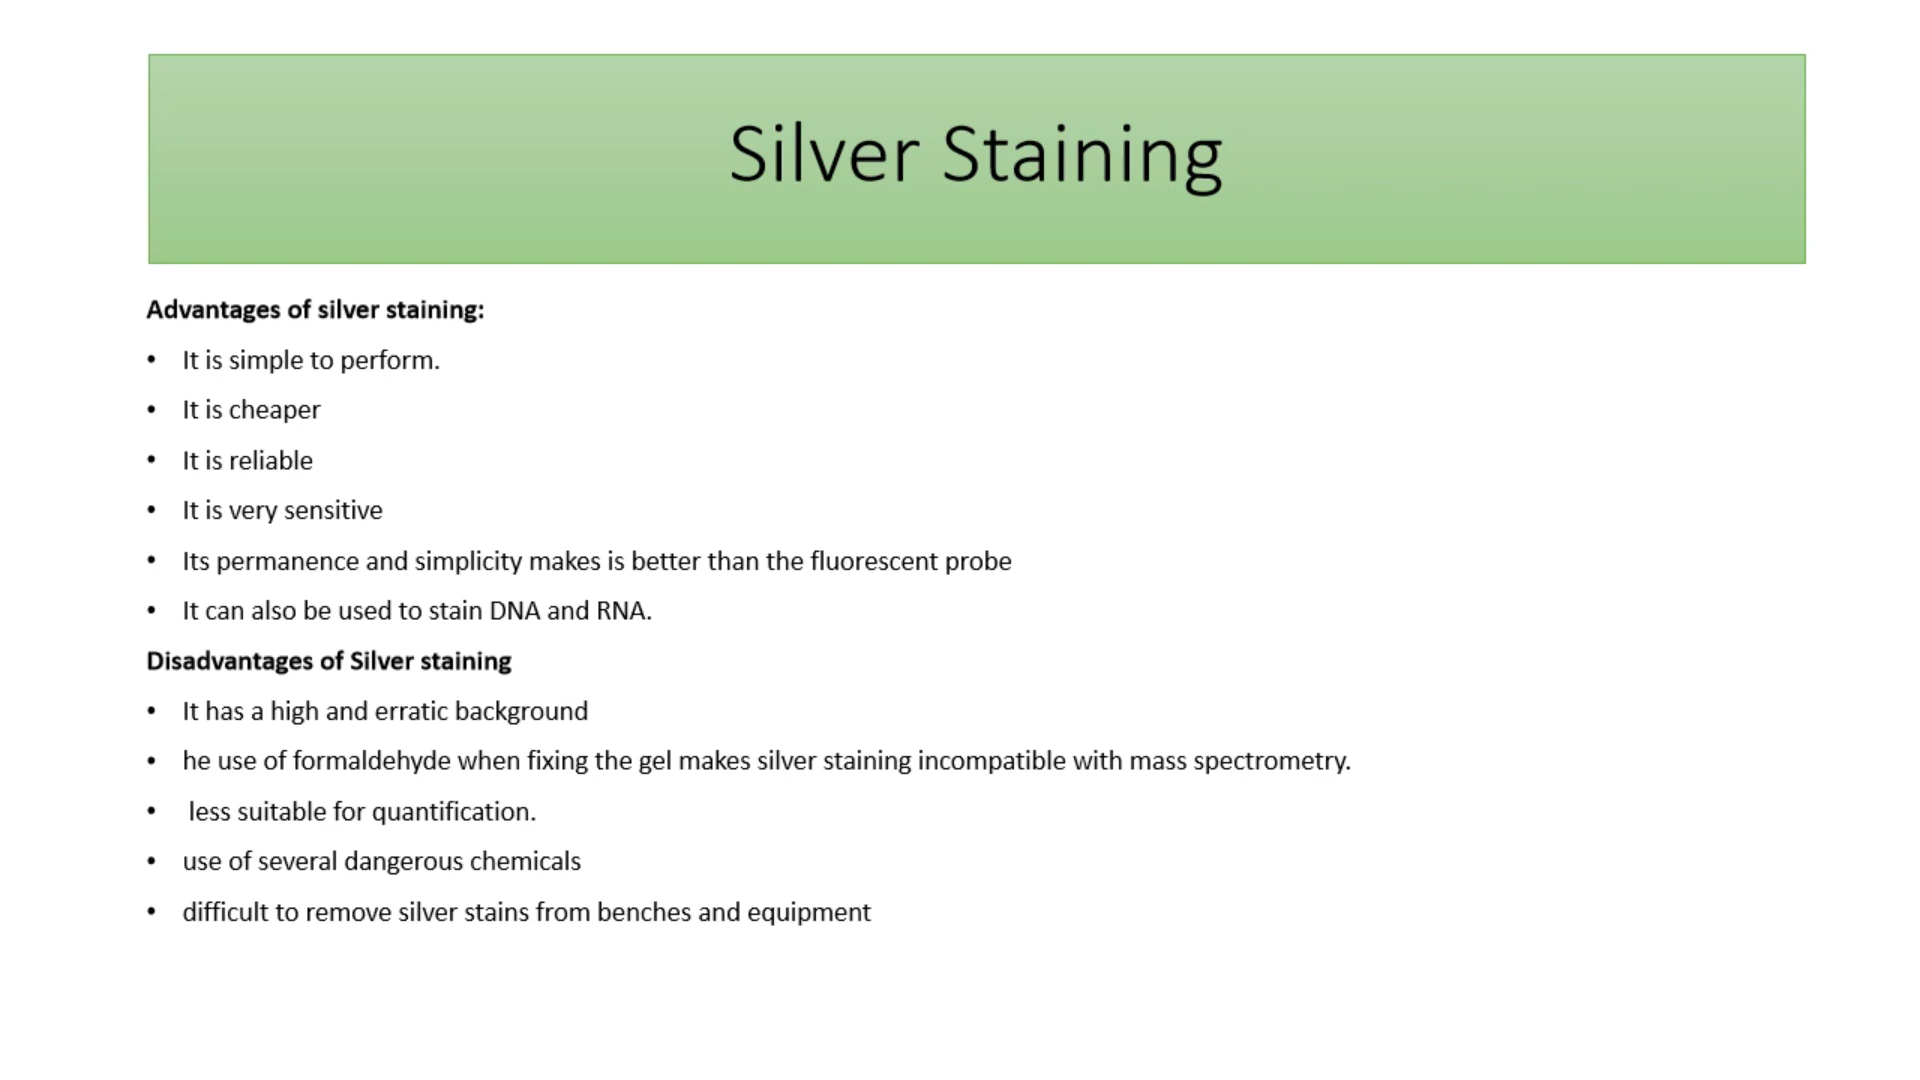 Silver Staining
Advantages of silver staining:
• It is simple to perform.
• It is cheaper
• It is reliable
• It is very sensitive
• Its permanence and simplicity makes is better than the fluorescent probe
• It can also be used to stain DNA and RNA.
Disadvantages of Silver staining
• It has a high and erratic background
• he use of formaldehyde when fixing the gel makes silver staining incompatible with mass spectrometry.
• less suitable for quantification.
• use of several dangerous chemicals
• difficult to remove silver stains from benches and equipment